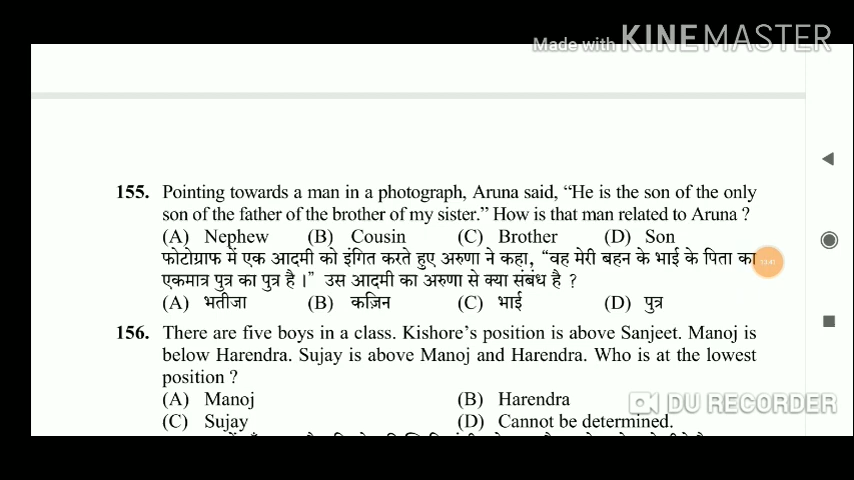 Made with KINEMASTER
155. Pointing towards a man in a photograph, Aruna said, “He is the son of the only
son of the father of the brother of my sister.” How is that man related to Aruna ?
(A) Nephew (B) Cousin (C) Brother (D) Son
फोटोग्राफ में एक आदमी को इंगित करते हुए अरुणा ने कहा, “वह मेरी बहन के भाई के पिता का
एकमात्र पुत्र का पुत्र है ।” उस आदमी का अरुणा से क्या संबंध है ?
(A) भतीजा (B) कज़िन (C) भाई (D) पुत्र
156. There are five boys in a class. Kishore’s position is above Sanjeet. Manoj is
below Harendra. Sujay is above Manoj and Harendra. Who is at the lowest
position ?
(A) Manoj (B) Harendra
DU RECORDER
(C) Sujay (D) Cannot be determined.